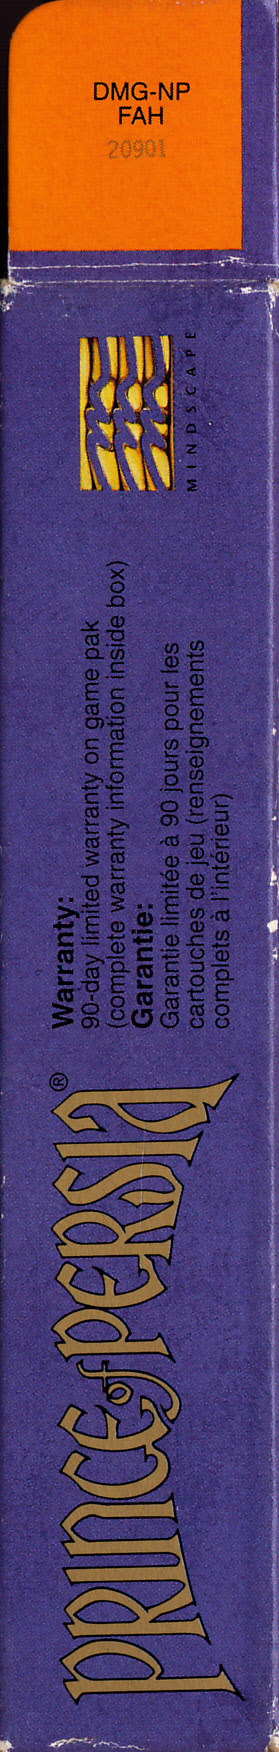 DMG-NP
FAH
20901
MINDSCAPE
Warranty:
90-day limited warranty on game pak
(complete warranty information inside box)
Garantie:
Garantie limitée à 90 jours pour les
cartouches de jeu (renseignements
complets à l'intérieur)
PRINCE of PERSIA®